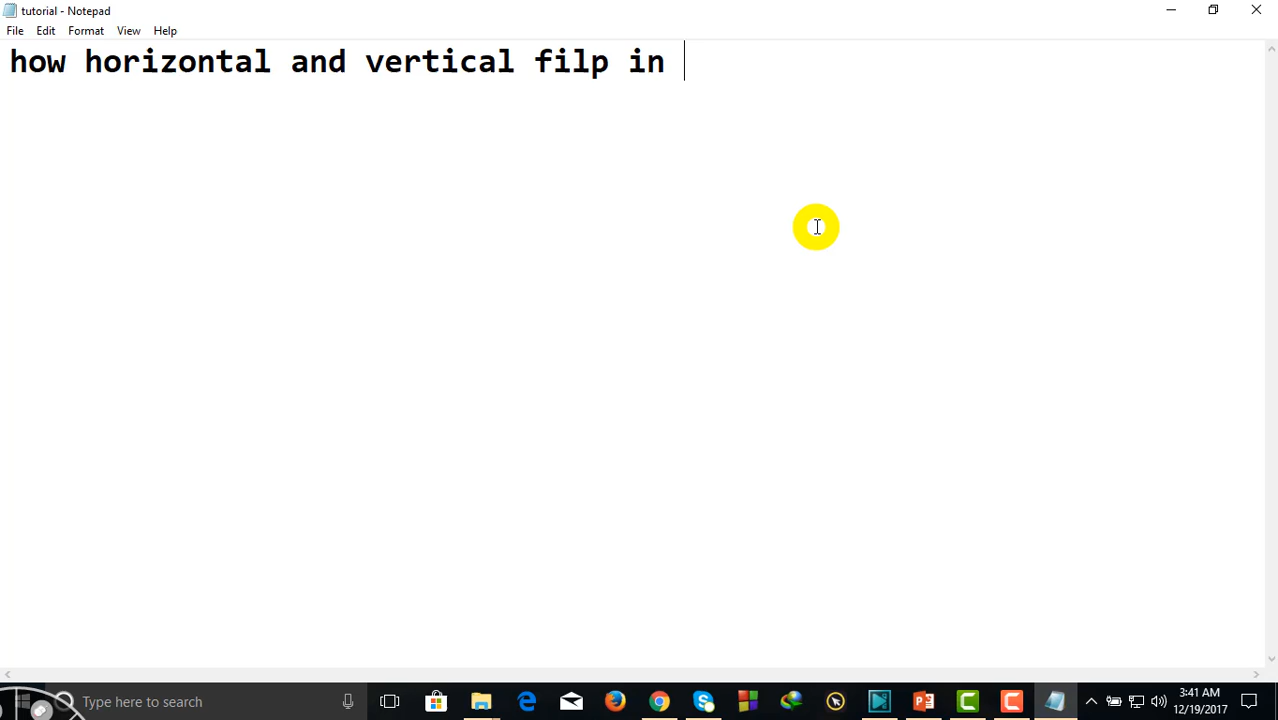 tutorial - Notepad
File Edit Format View Help
how horizontal and vertical filp in
Type here to search
3:41 AM
12/19/2017